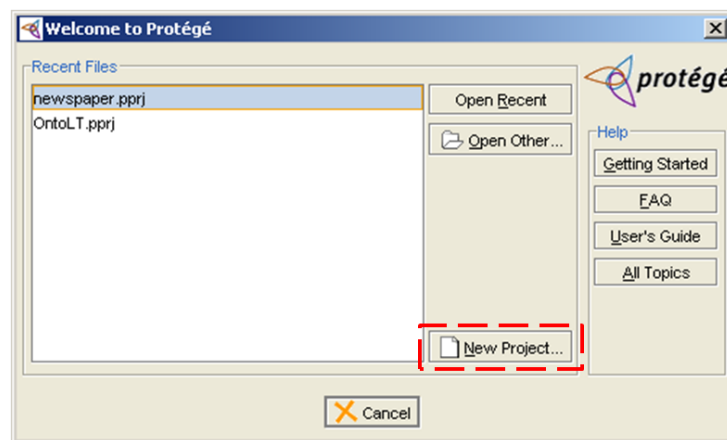 Welcome to Protégé
Recent Files
newspaper.pprj
OntoLT.pprj
Open Recent
Open Other...
New Project...
protégé
Help
Getting Started
FAQ
User's Guide
All Topics
Cancel